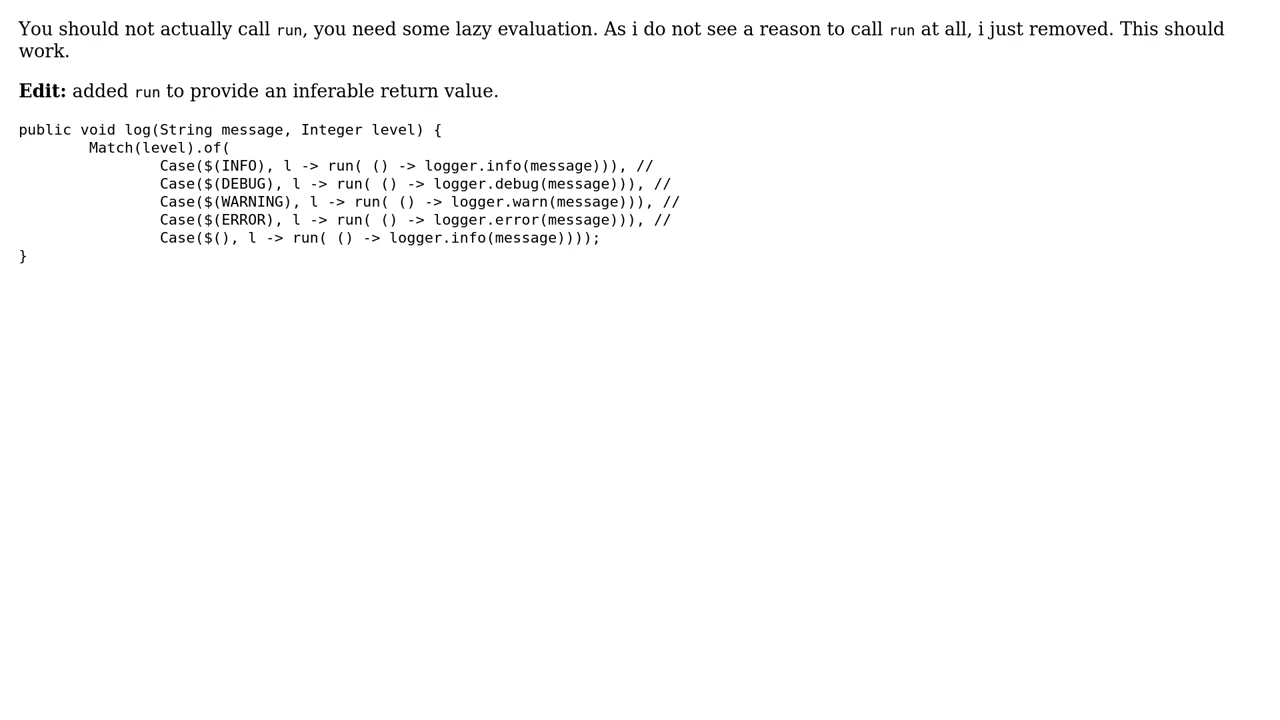 You should not actually call run, you need some lazy evaluation. As i do not see a reason to call run at all, i just removed. This should
work.
Edit: added run to provide an inferable return value.
public void log(String message, Integer level) {
        Match(level).of(
                Case($(INFO), l -> run( () -> logger.info(message))), //
                Case($(DEBUG), l -> run( () -> logger.debug(message))), //
                Case($(WARNING), l -> run( () -> logger.warn(message))), //
                Case($(ERROR), l -> run( () -> logger.error(message))), //
                Case($(), l -> run( () -> logger.info(message))));
}